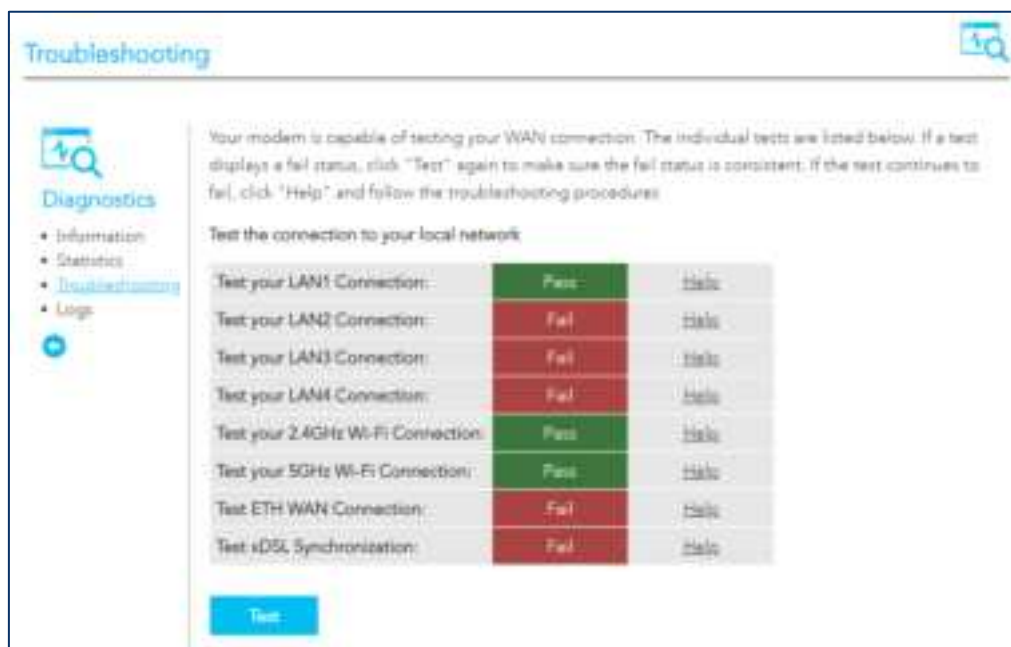 Troubleshooting
Diagnostics
• Information
• Statistics
• Troubleshooting
• Logs
Your modem is capable of testing your WAN connection. The individual tests are listed below. If a test
displays a fail status, click "Test" again to make sure the fail status is consistent. If the test continues to
fail, click "Help" and follow the troubleshooting procedures.
Test the connection to your local network
Test your LAN1 Connection: Pass Help
Test your LAN2 Connection: Fail Help
Test your LAN3 Connection: Fail Help
Test your LAN4 Connection: Fail Help
Test your 2.4GHz Wi-Fi Connection: Pass Help
Test your 5GHz Wi-Fi Connection: Pass Help
Test ETH WAN Connection: Fail Help
Test xDSL Synchronization: Fail Help
Test